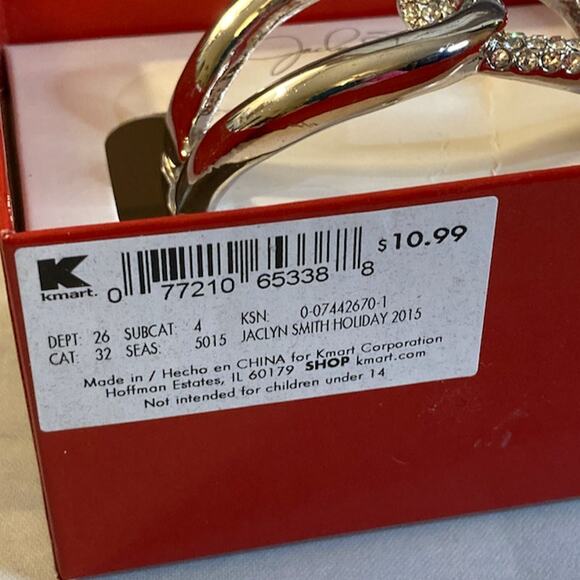 Jaclyn
K
kmart.
$10.99
0 77210 65338 8
DEPT: 26 SUBCAT: 4 KSN: 0-07442670-1
CAT: 32 SEAS: 5015 JACLYN SMITH HOLIDAY 2015
Made in / Hecho en CHINA for Kmart Corporation
Hoffman Estates, IL 60179 SHOP kmart.com
Not intended for children under 14